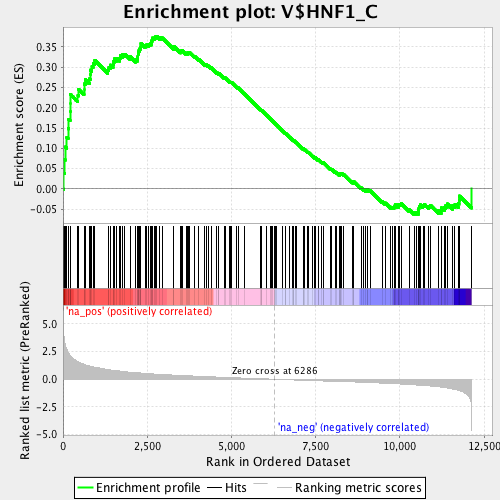 Enrichment plot: V$HNF1_C
Enrichment score (ES)
0.35
0.30
0.25
0.20
0.15
0.10
0.05
0.00
-0.05
'na_pos' (positively correlated)
Ranked list metric (PreRanked)
5.0
2.5
0.0
-2.5
-5.0
Zero cross at 6286
'na_neg' (negatively correlated)
0
2,500
5,000
7,500
10,000
12,500
Rank in Ordered Dataset
Enrichment profile
Hits
Ranking metric scores